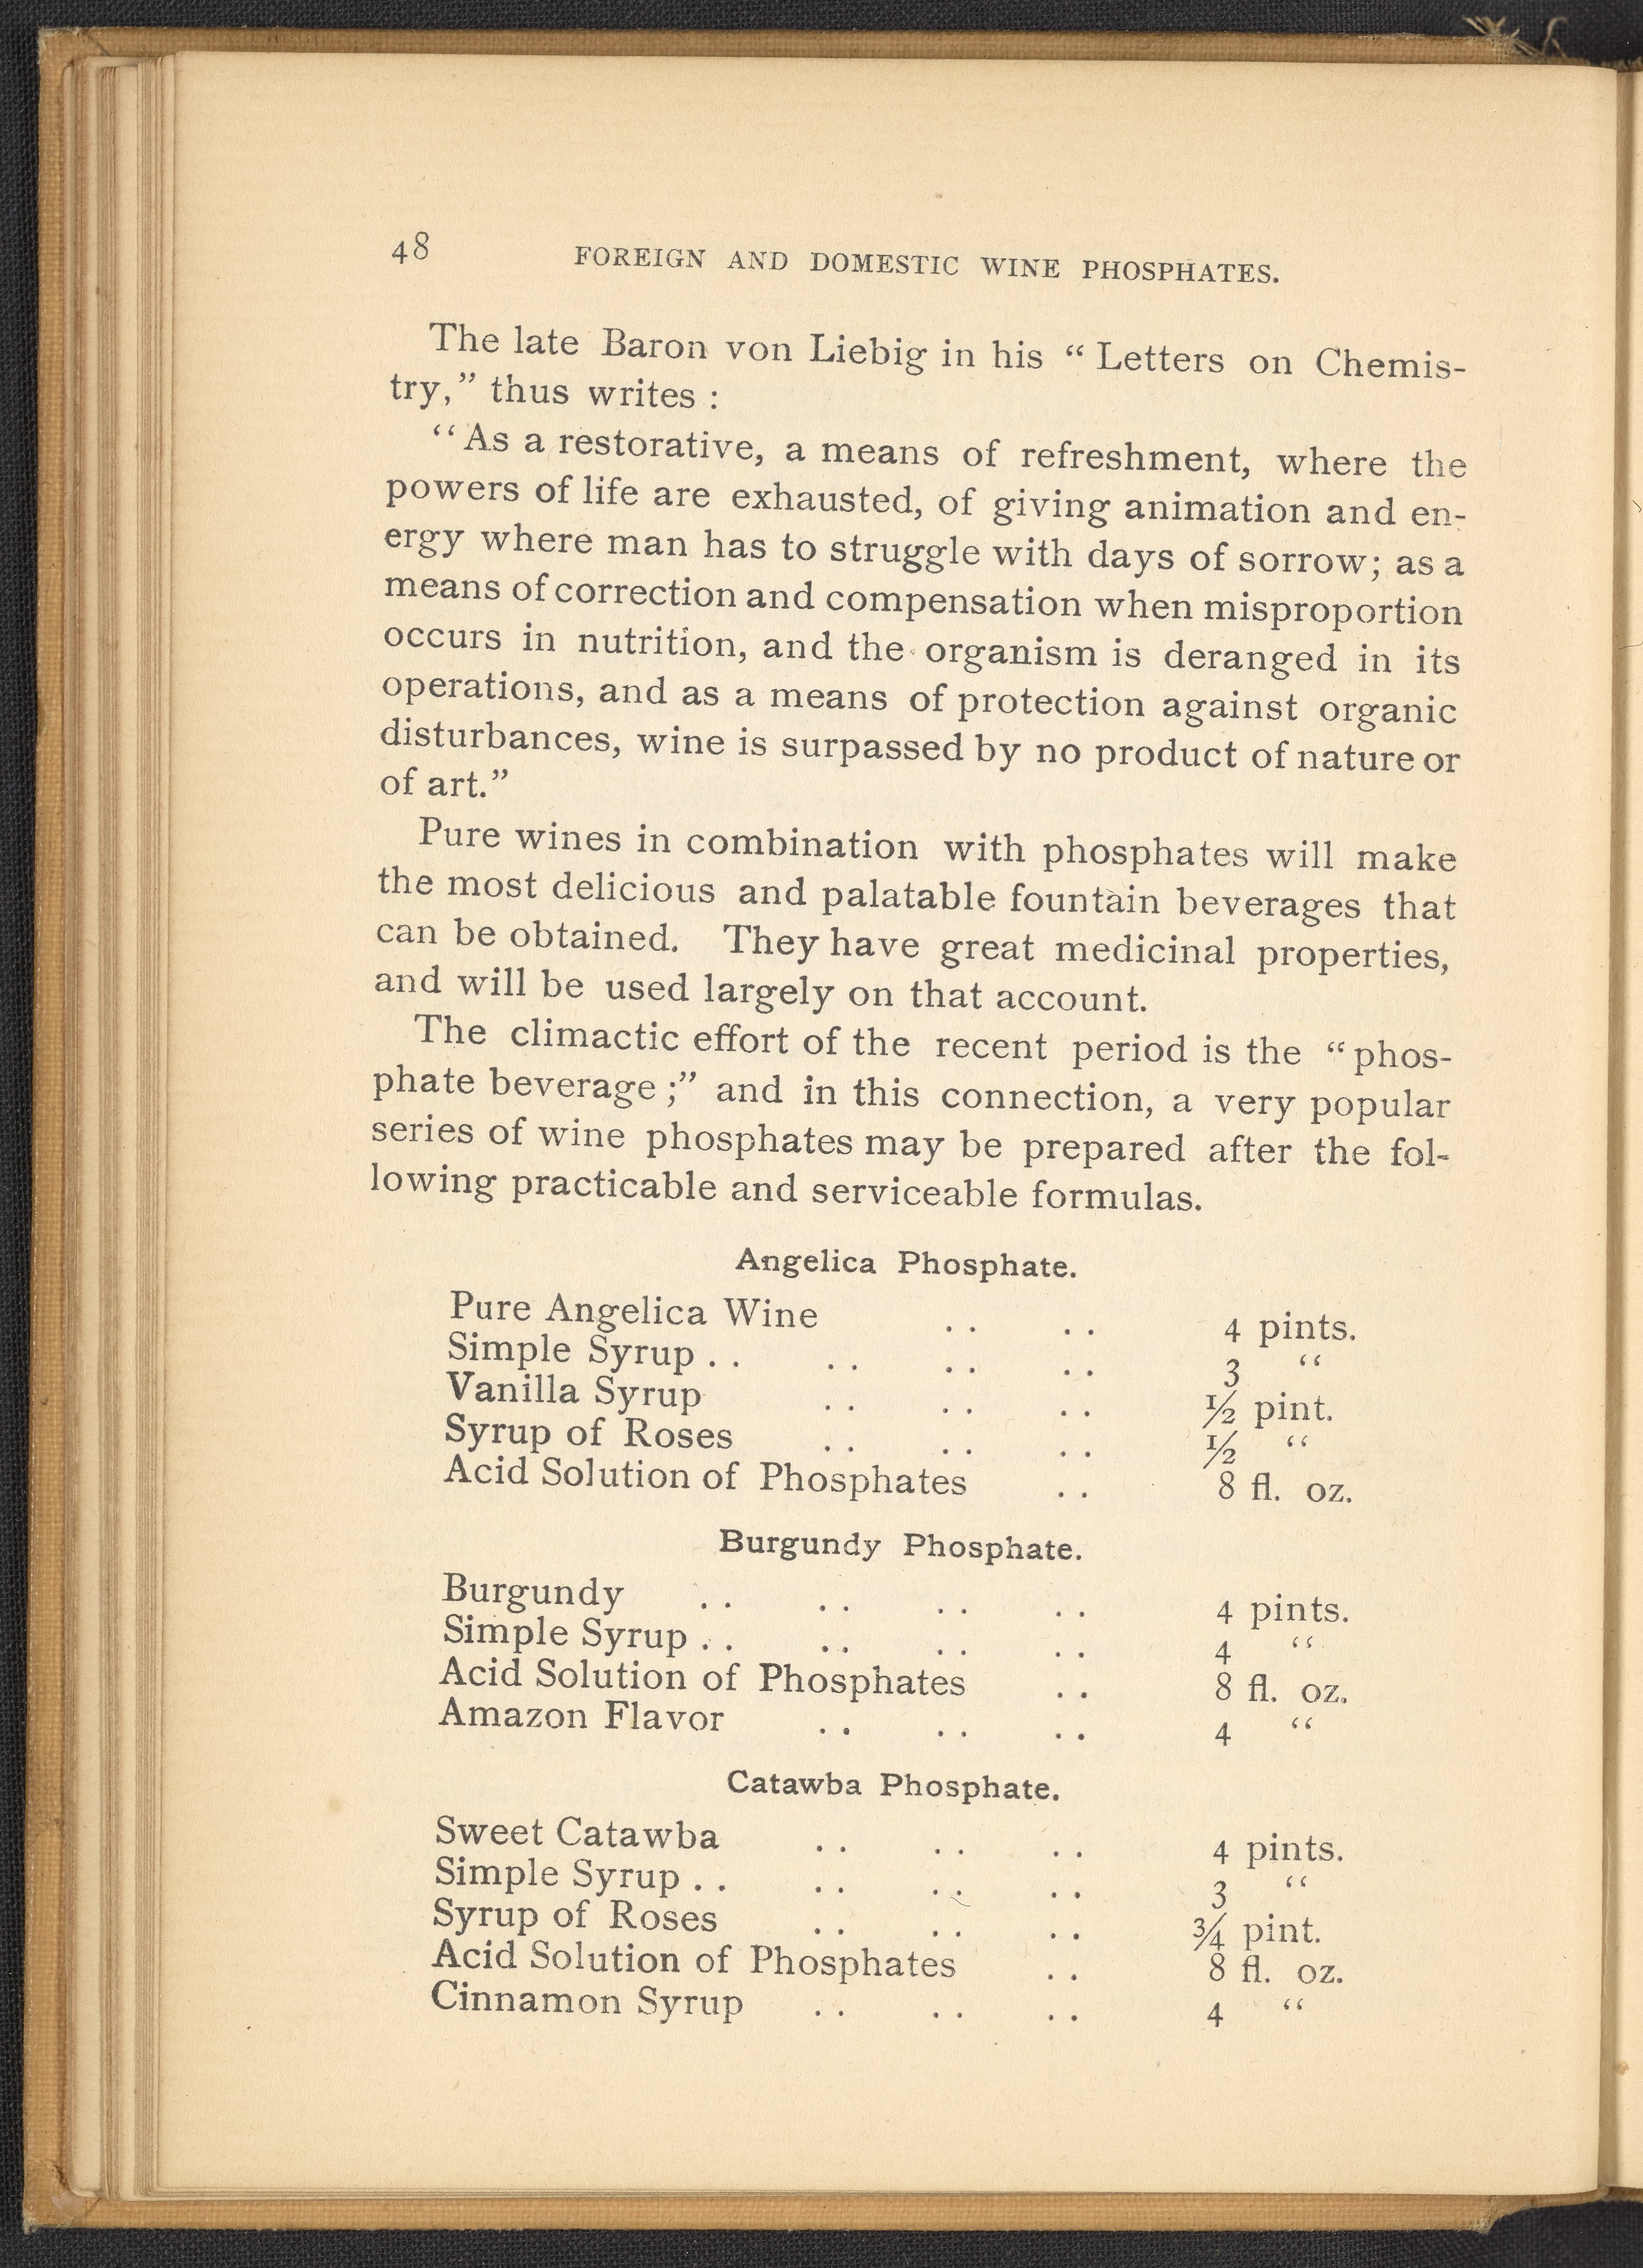 48 FOREIGN AND DOMESTIC WINE PHOSPHATES.
The late Baron von Liebig in his “ Letters on Chemis-
try,” thus writes :
“As a restorative, a means of refreshment, where the
powers of life are exhausted, of giving animation and en-
ergy where man has to struggle with days of sorrow; as a
means of correction and compensation when misproportion
occurs in nutrition, and the organism is deranged in its
operations, and as a means of protection against organic
disturbances, wine is surpassed by no product of nature or
of art.”
Pure wines in combination with phosphates will make
the most delicious and palatable fountain beverages that
can be obtained. They have great medicinal properties,
and will be used largely on that account.
The climactic effort of the recent period is the “phos-
phate beverage ;” and in this connection, a very popular
series of wine phosphates may be prepared after the fol-
lowing practicable and serviceable formulas.
Angelica Phosphate.
Pure Angelica Wine .. .. 4 pints.
Simple Syrup .. .. .. .. 3 “
Vanilla Syrup .. .. .. ½ pint.
Syrup of Roses .. .. .. ½ “
Acid Solution of Phosphates .. 8 fl. oz.
Burgundy Phosphate.
Burgundy .. .. .. .. 4 pints.
Simple Syrup .. .. .. .. 4 “
Acid Solution of Phosphates .. 8 fl. oz.
Amazon Flavor .. .. .. 4 “
Catawba Phosphate.
Sweet Catawba .. .. .. 4 pints.
Simple Syrup .. .. .. .. 3 “
Syrup of Roses .. .. .. ¾ pint.
Acid Solution of Phosphates .. 8 fl. oz.
Cinnamon Syrup .. .. .. 4 “